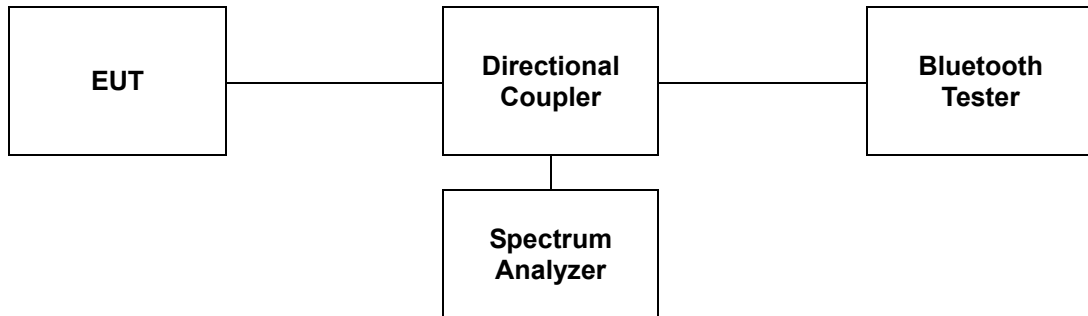 EUT
Directional
Coupler
Bluetooth
Tester
Spectrum
Analyzer